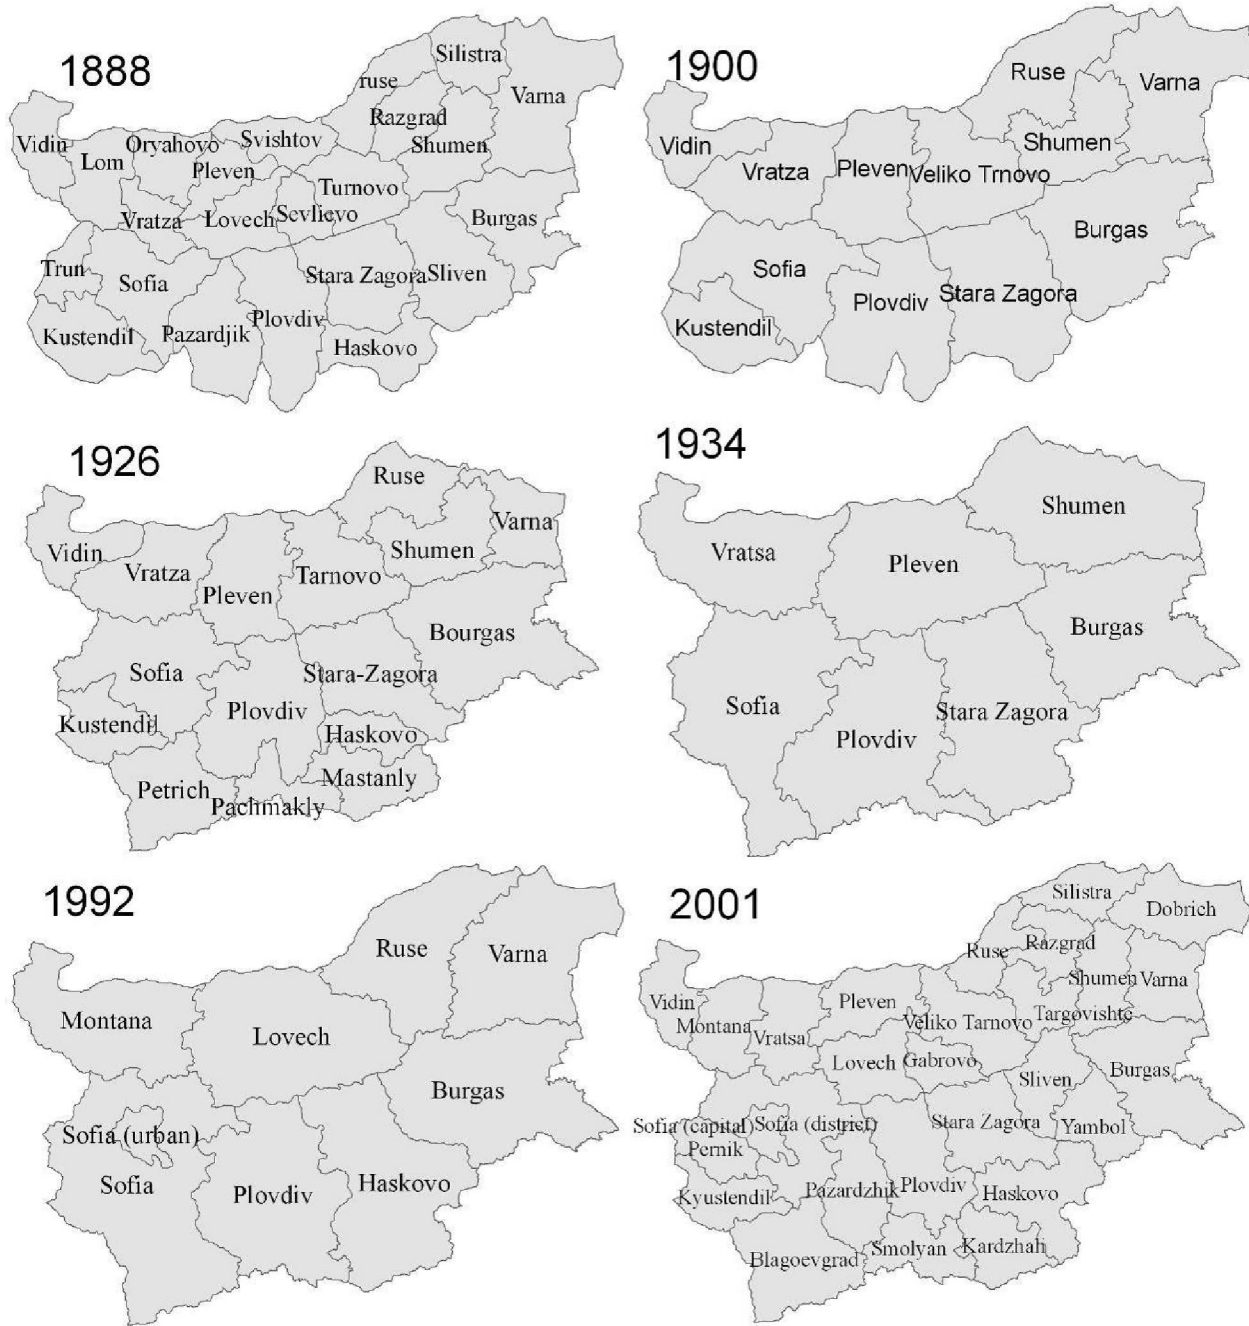 1888
Silistra
ruse
Varna
Razgrad
Vidin
Oryahovo
Svishtov
Shumen
Lom
Pleven
Turnovo
Vratza
Lovech
Sevlievo
Burgas
Trun
Sofia
Stara Zagora
Sliven
Kustendil
Pazardjik
Plovdiv
Haskovo
1900
Ruse
Varna
Vidin
Shumen
Vratza
Pleven
Veliko Trnovo
Burgas
Sofia
Plovdiv
Stara Zagora
Kustendil
1926
Ruse
Varna
Vidin
Shumen
Vratza
Tarnovo
Pleven
Bourgas
Sofia
Stara-Zagora
Kustendil
Plovdiv
Haskovo
Petrich
Mastanly
Pachmakly
1934
Shumen
Vratsa
Pleven
Burgas
Sofia
Stara Zagora
Plovdiv
1992
Ruse
Varna
Montana
Lovech
Burgas
Sofia (urban)
Sofia
Plovdiv
Haskovo
2001
Silistra
Dobrich
Ruse
Razgrad
Shumen
Varna
Vidin
Pleven
Montana
Vratsa
Veliko Tarnovo
Targovishte
Lovech
Gabrovo
Sliven
Burgas
Sofia (capital)
Sofia (district)
Stara Zagora
Yambol
Pernik
Kyustendik
Pazardzhik
Plovdiv
Haskovo
Blagoevgrad
Smolyan
Kardzhali